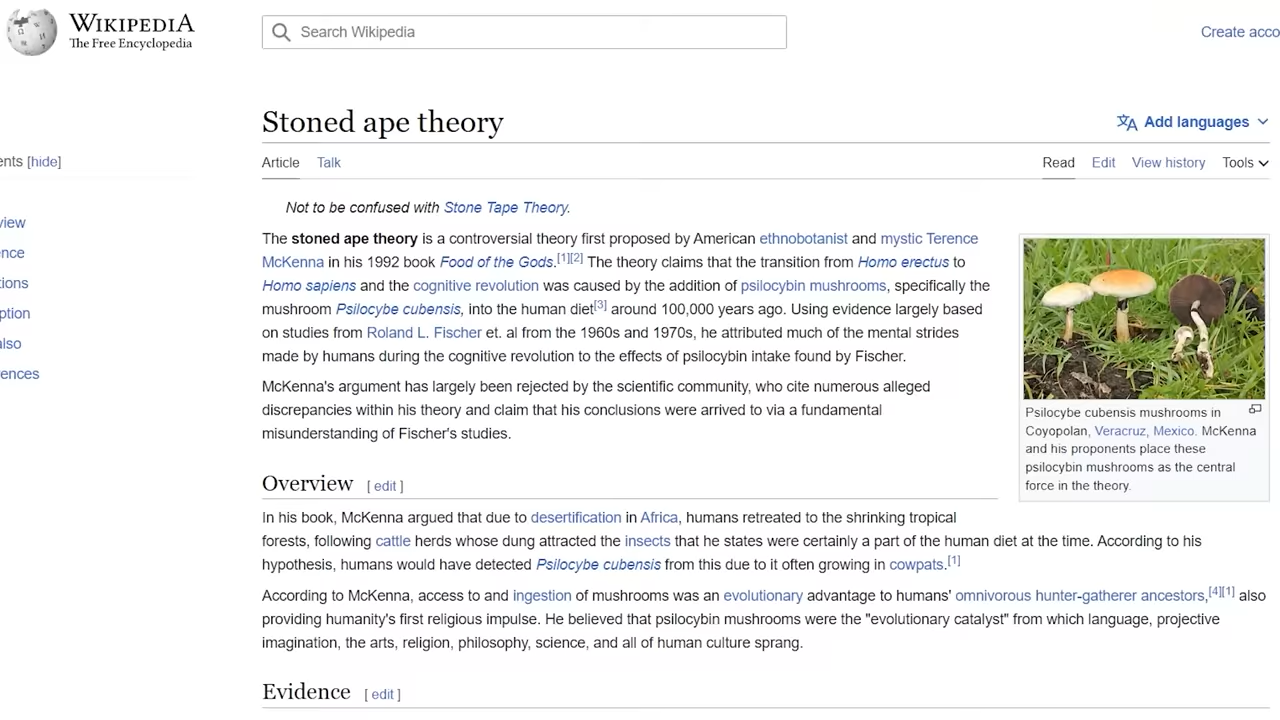 WIKIPEDIA
The Free Encyclopedia
Search Wikipedia
Create acco
ents [hide]
view
ence
tions
ption
also
rences
Stoned ape theory
Add languages
Article Talk
Read Edit View history Tools
Not to be confused with Stone Tape Theory.
The stoned ape theory is a controversial theory first proposed by American ethnobotanist and mystic Terence
McKenna in his 1992 book Food of the Gods.[1][2] The theory claims that the transition from Homo erectus to
Homo sapiens and the cognitive revolution was caused by the addition of psilocybin mushrooms, specifically the
mushroom Psilocybe cubensis, into the human diet[3] around 100,000 years ago. Using evidence largely based
on studies from Roland L. Fischer et. al from the 1960s and 1970s, he attributed much of the mental strides
made by humans during the cognitive revolution to the effects of psilocybin intake found by Fischer.
McKenna's argument has largely been rejected by the scientific community, who cite numerous alleged
discrepancies within his theory and claim that his conclusions were arrived to via a fundamental
misunderstanding of Fischer's studies.
Psilocybe cubensis mushrooms in
Coyopolan, Veracruz, Mexico. McKenna
and his proponents place these
psilocybin mushrooms as the central
force in the theory.
Overview [ edit ]
In his book, McKenna argued that due to desertification in Africa, humans retreated to the shrinking tropical
forests, following cattle herds whose dung attracted the insects that he states were certainly a part of the human diet at the time. According to his
hypothesis, humans would have detected Psilocybe cubensis from this due to it often growing in cowpats.[1]
According to McKenna, access to and ingestion of mushrooms was an evolutionary advantage to humans' omnivorous hunter-gatherer ancestors,[4][1] also
providing humanity's first religious impulse. He believed that psilocybin mushrooms were the "evolutionary catalyst" from which language, projective
imagination, the arts, religion, philosophy, science, and all of human culture sprang.
Evidence [ edit ]